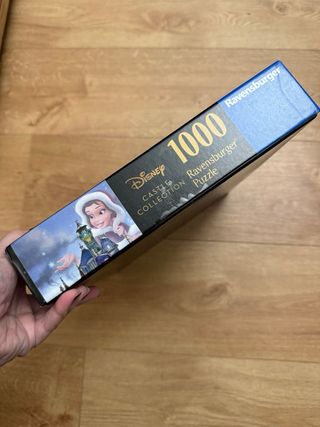 Disney
CASTLE
COLLECTION
1000
Ravensburger
Puzzle
Ravensburger